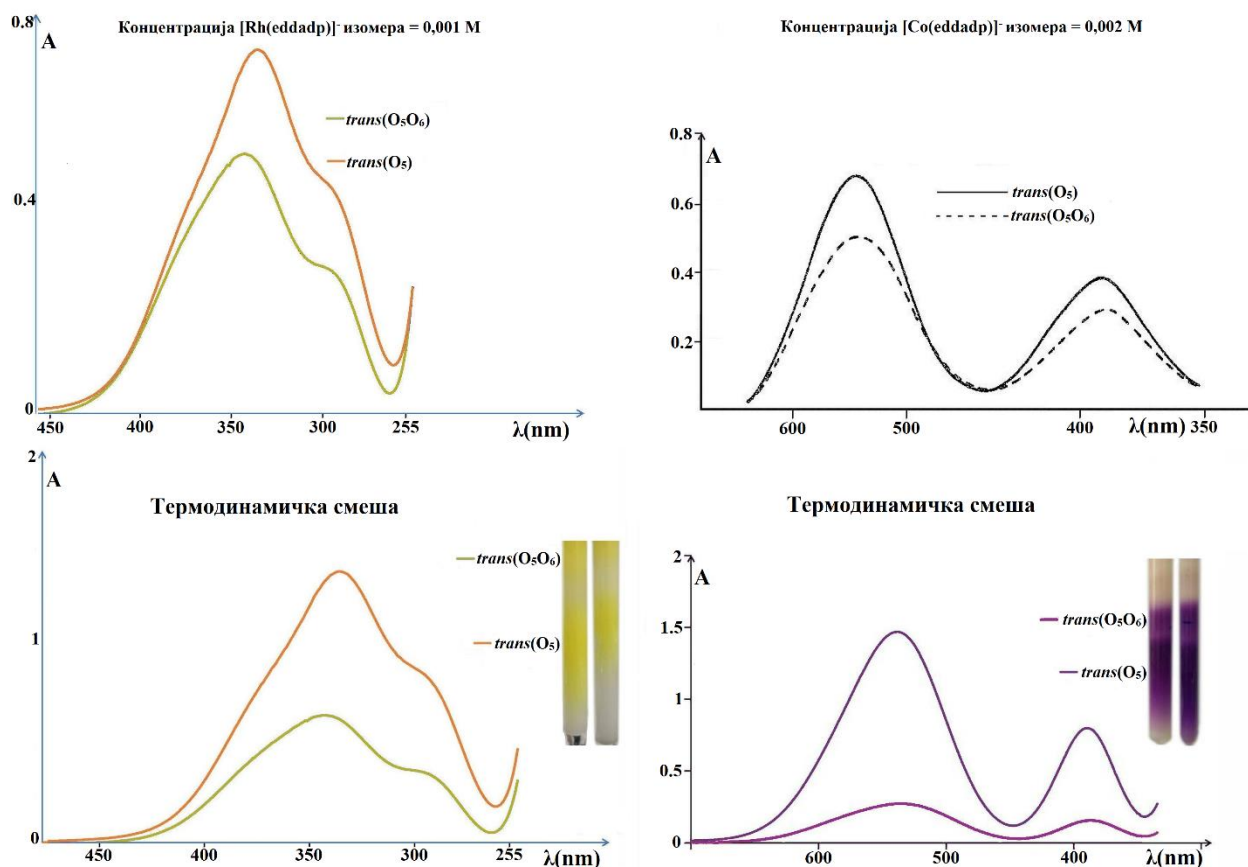 Концентрација [Rh(eddadp)]⁻ изомера = 0,001 М
0.8
A
trans(O₅O₆)
trans(O₅)
0.4
0
450
400
300
255
λ(nm)
Концентрација [Co(eddadp)]⁻ изомера = 0,002 М
0.8
A
trans(O₅)
trans(O₅O₆)
0.6
0.4
0.2
600
500
400
λ(nm)
350
2
A
Термодинамичка смеша
trans(O₅O₆)
trans(O₅)
1
0
450
400
350
300
255
λ(nm)
Термодинамичка смеша
2
A
trans(O₅O₆)
trans(O₅)
1.5
1
0.5
0
600
500
400
λ(nm)